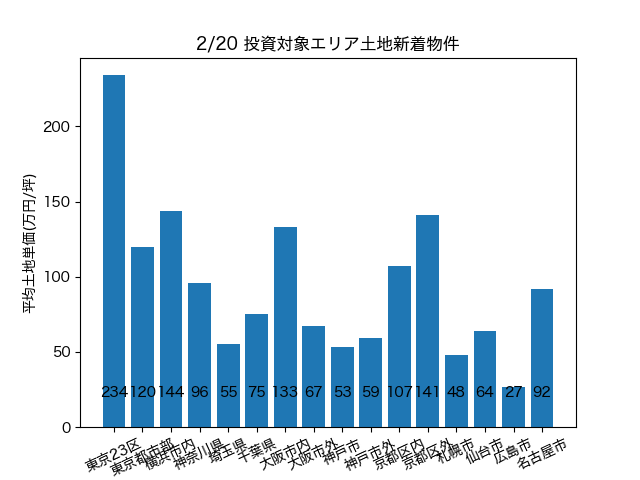 2/20 投資対象エリア土地新着物件
平均土地単価(万円/坪)
200
150
100
50
0
234 120 144 96 55 75 133 67 53 59 107 141 48 64 27 92
東京23区
東京都市部
横浜市内
神奈川県
埼玉県
千葉県
大阪市内
大阪市外
神戸市
神戸市外
京都区内
京都区外
札幌市
仙台市
広島市
名古屋市